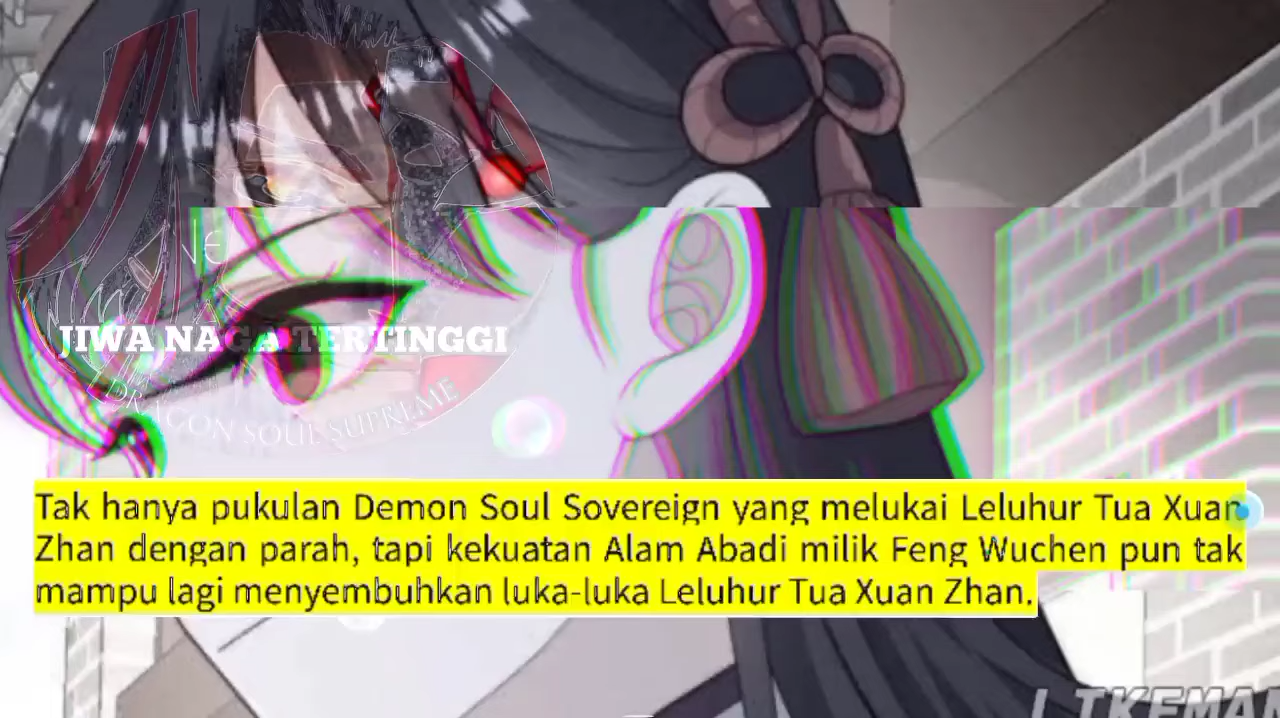 JIWA NAGA TERTINGGI
DRAGON SOUL SUPREME
Tak hanya pukulan Demon Soul Sovereign yang melukai Leluhur Tua Xuan
Zhan dengan parah, tapi kekuatan Alam Abadi milik Feng Wuchen pun tak
mampu lagi menyembuhkan luka-luka Leluhur Tua Xuan Zhan.